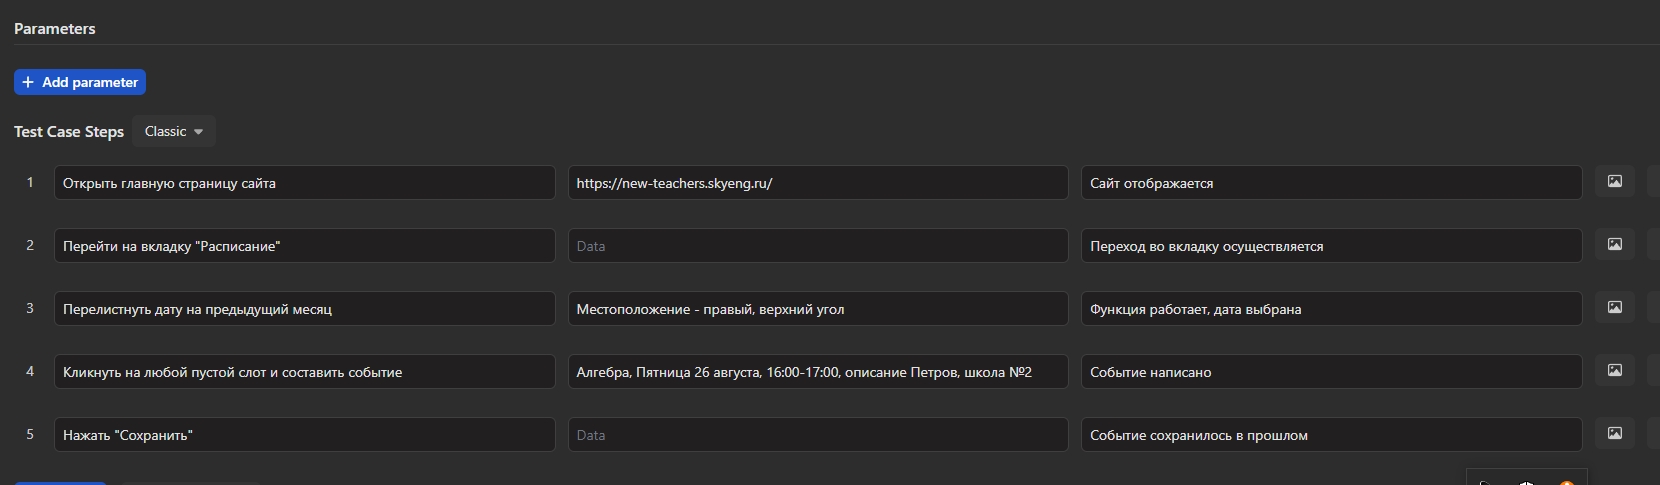 Parameters
+ Add parameter
Test Case Steps Classic
1 Открыть главную страницу сайта https://new-teachers.skyeng.ru/ Сайт отображается
2 Перейти на вкладку "Расписание" Data Переход во вкладку осуществляется
3 Перелистнуть дату на предыдущий месяц Местоположение - правый, верхний угол Функция работает, дата выбрана
4 Кликнуть на любой пустой слот и составить событие Алгебра, Пятница 26 августа, 16:00-17:00, описание Петров, школа №2 Событие написано
5 Нажать "Сохранить" Data Событие сохранилось в прошлом